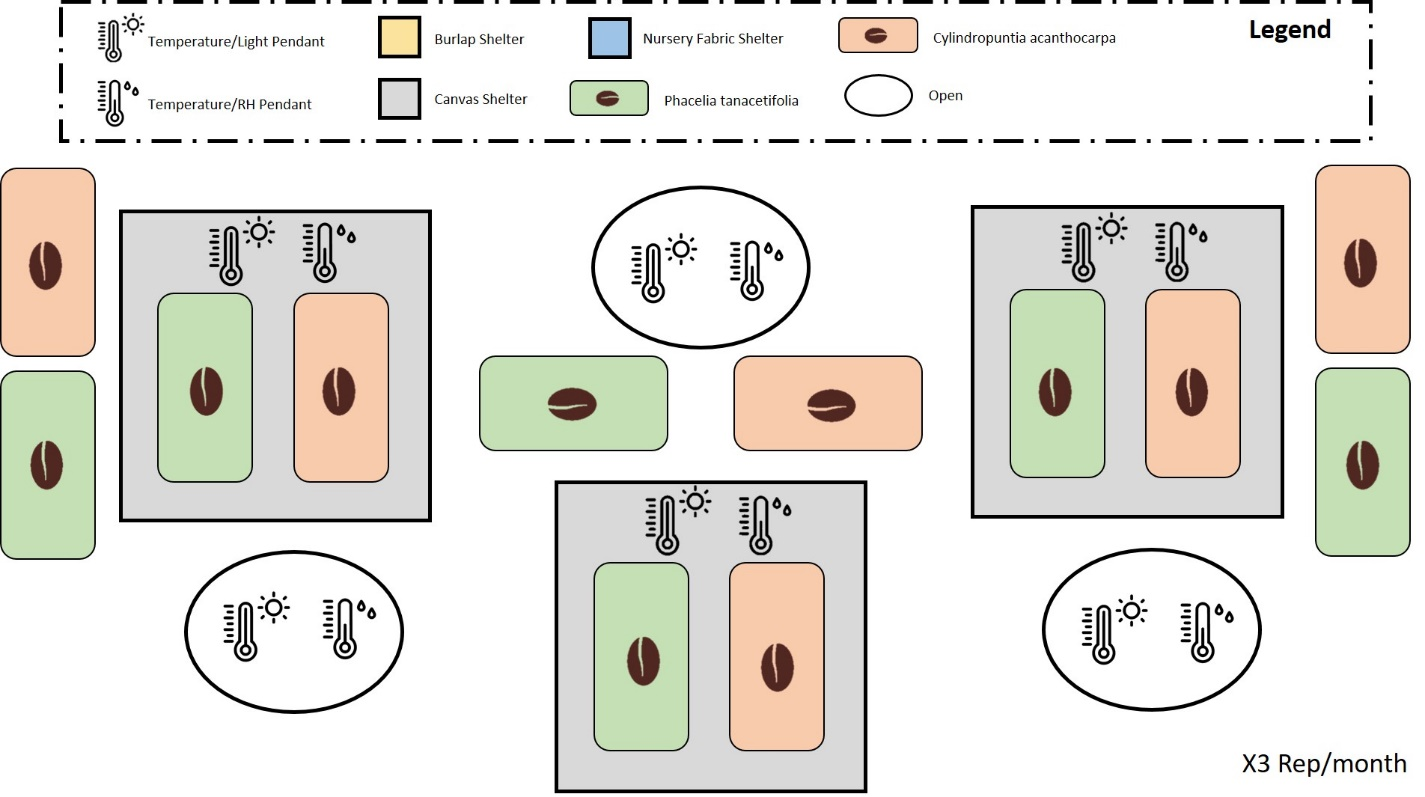 Legend
Temperature/Light Pendant
Burlap Shelter
Nursery Fabric Shelter
Cylindropuntia acanthocarpa
Temperature/RH Pendant
Canvas Shelter
Phacelia tanacetifolia
Open
X3 Rep/month